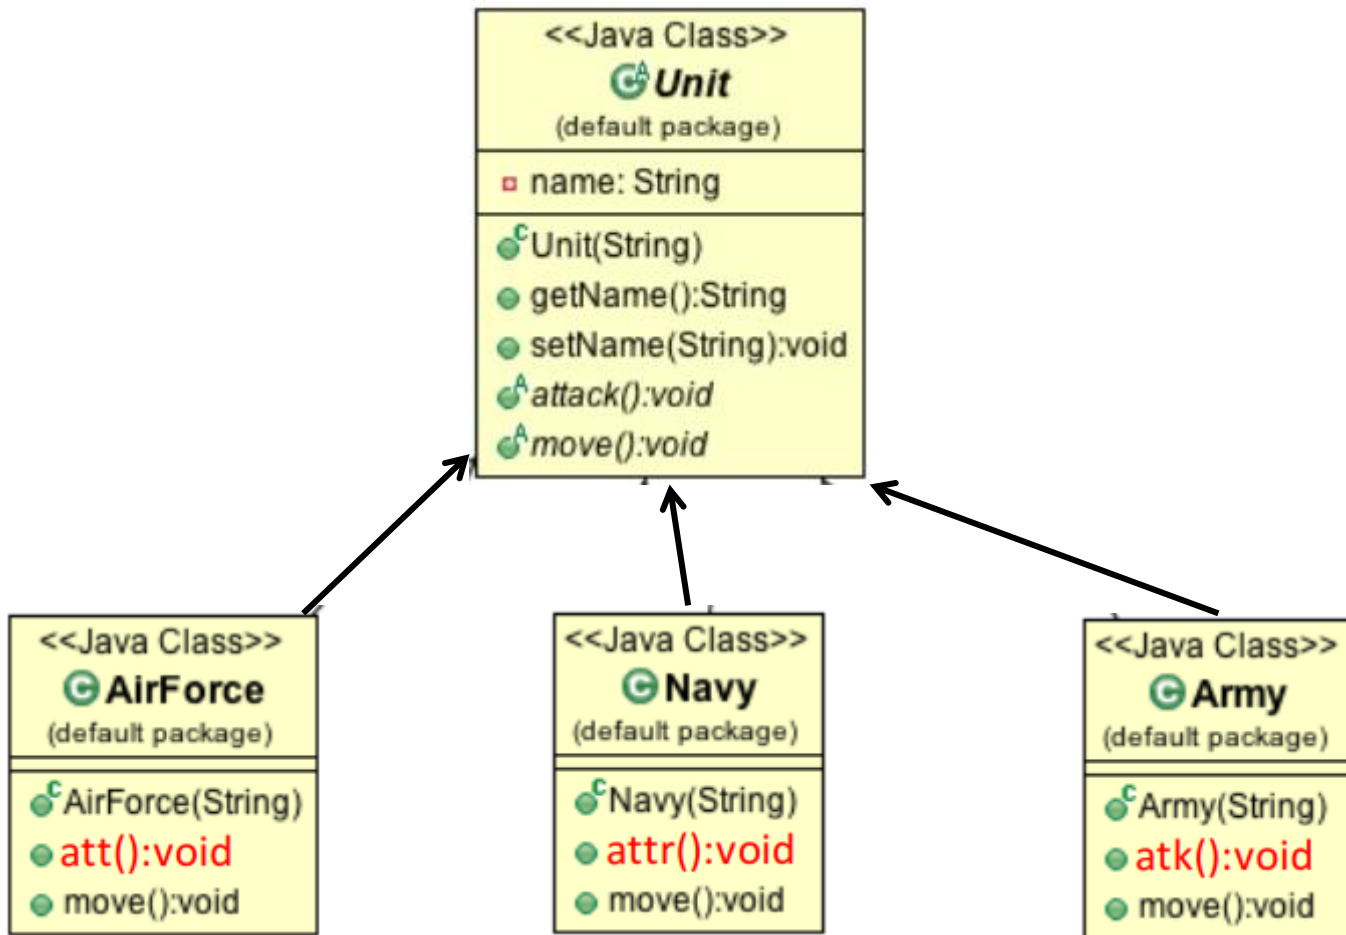 <<Java Class>>
Unit
(default package)
name: String
Unit(String)
getName():String
setName(String):void
attack():void
move():void
<<Java Class>>
AirForce
(default package)
AirForce(String)
att():void
move():void
<<Java Class>>
Navy
(default package)
Navy(String)
attr():void
move():void
<<Java Class>>
Army
(default package)
Army(String)
atk():void
move():void